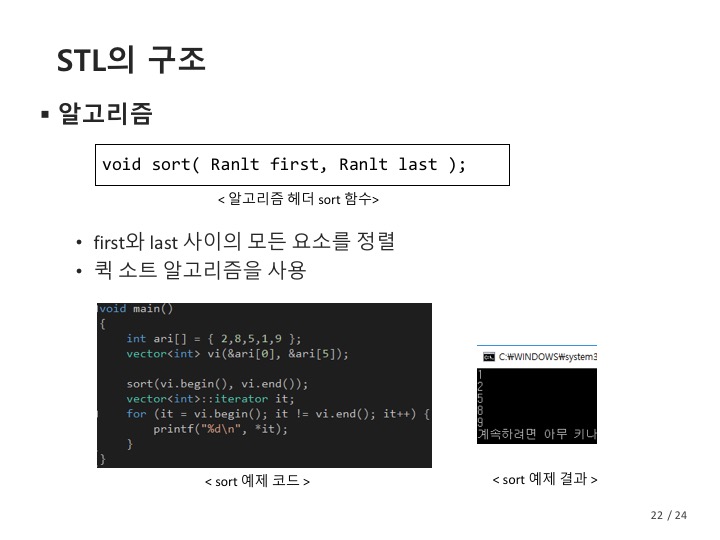 STL의 구조
▪ 알고리즘
void sort( Ranlt first, Ranlt last );
< 알고리즘 헤더 sort 함수>
• first와 last 사이의 모든 요소를 정렬
• 퀵 소트 알고리즘을 사용
void main()
{
int ari[] = { 2,8,5,1,9 };
vector<int> vi(&ari[0], &ari[5]);
sort(vi.begin(), vi.end());
vector<int>::iterator it;
for (it = vi.begin(); it != vi.end(); it++) {
printf("%d\n", *it);
}
}
< sort 예제 코드 >
C:₩WINDOWS₩system3
1
2
5
8
9
계속하려면 아무 키나
< sort 예제 결과 >
22 / 24